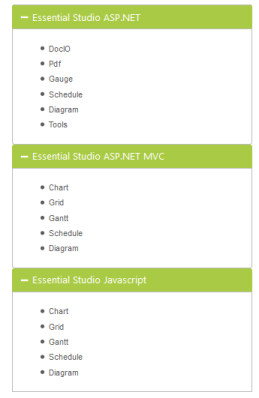 Essential Studio ASP.NET
DocIO
Pdf
Gauge
Schedule
Diagram
Tools
Essential Studio ASP.NET MVC
Chart
Grid
Gantt
Schedule
Diagram
Essential Studio Javascript
Chart
Grid
Gantt
Schedule
Diagram